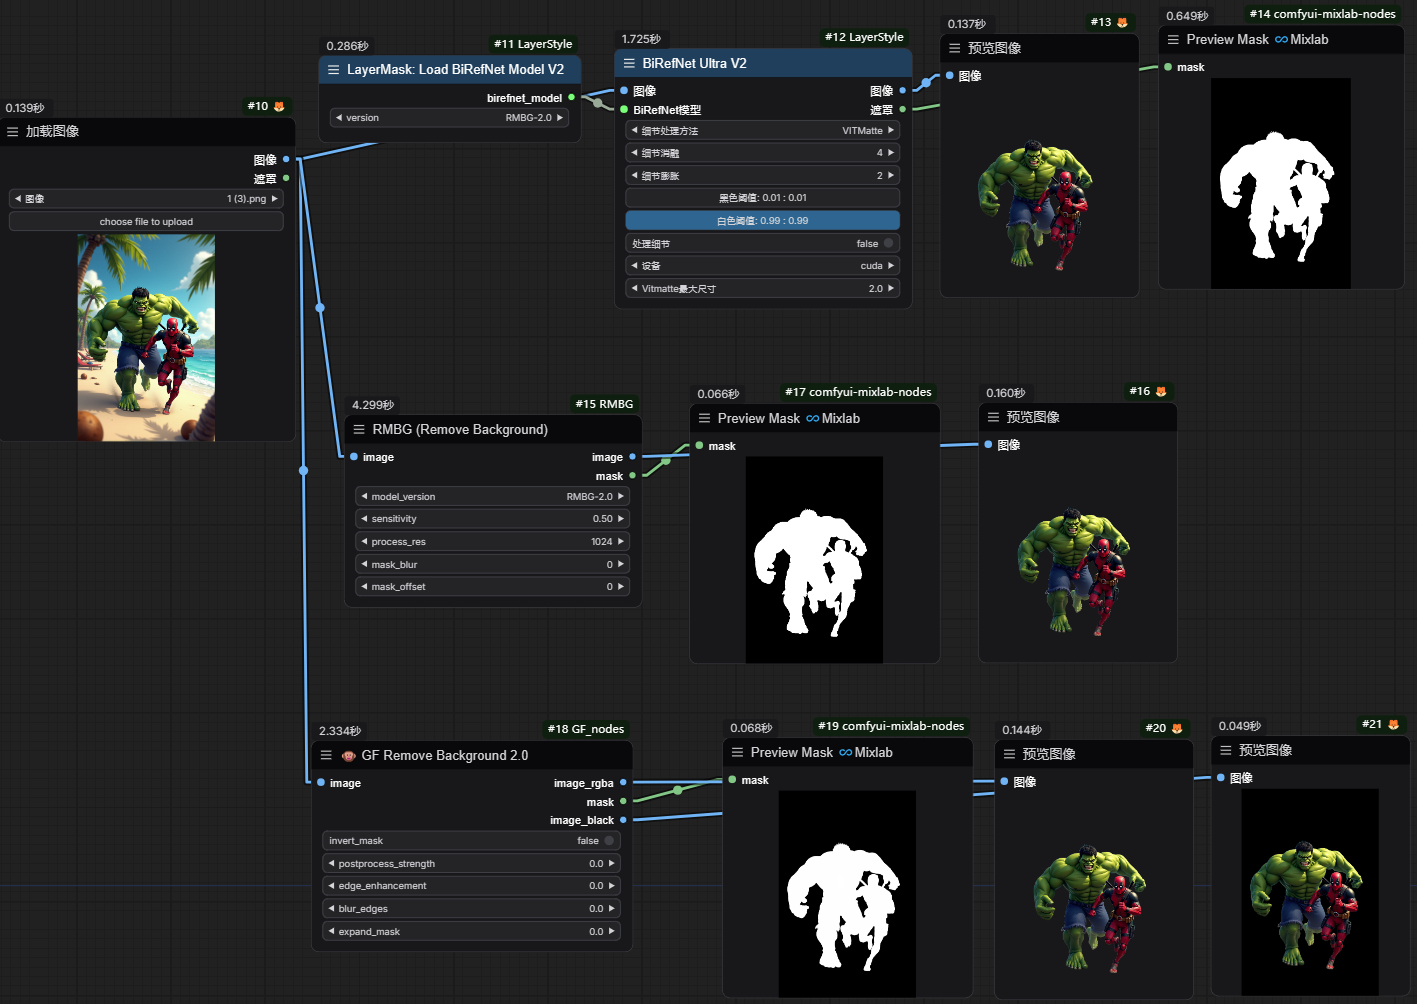 0.139秒
#10
加载图像
图像
遮罩
图像 1 (3).png
choose file to upload
0.286秒
#11 LayerStyle
LayerMask: Load BiRefNet Model V2
birefnet_model
version RMBG-2.0
1.725秒
#12 LayerStyle
BiRefNet Ultra V2
图像 图像
BiRefNet模型 遮罩
细节处理方法 VITMatte
细节消融 4
细节膨胀 2
黑色阈值: 0.01 : 0.01
白色阈值: 0.99 : 0.99
处理细节 false
设备 cuda
Vitmatte最大尺寸 2.0
0.137秒
#13
预览图像
图像
0.649秒
#14 comfyui-mixlab-nodes
Preview Mask ∞Mixlab
mask
4.299秒
#15 RMBG
RMBG (Remove Background)
image image
mask
model_version RMBG-2.0
sensitivity 0.50
process_res 1024
mask_blur 0
mask_offset 0
0.066秒
#17 comfyui-mixlab-nodes
Preview Mask ∞Mixlab
mask
0.160秒
#16
预览图像
图像
2.334秒
#18 GF_nodes
GF Remove Background 2.0
image image_rgba
mask
image_black
invert_mask false
postprocess_strength 0.0
edge_enhancement 0.0
blur_edges 0.0
expand_mask 0.0
0.068秒
#19 comfyui-mixlab-nodes
Preview Mask ∞Mixlab
mask
0.144秒
#20
预览图像
图像
0.049秒
#21
预览图像
图像